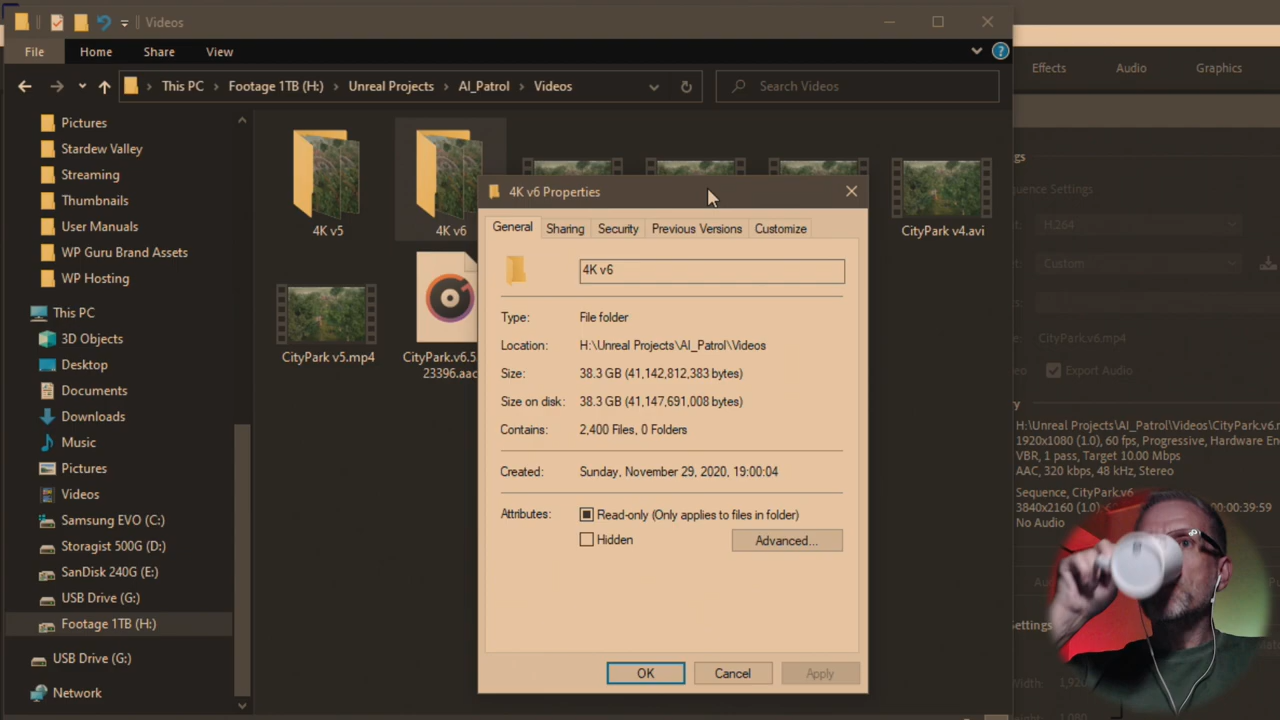 Videos
File
Home
Share
View
Effects
Audio
Graphics
This PC
Footage 1TB (H:)
Unreal Projects
AI_Patrol
Videos
Search Videos
Pictures
Stardew Valley
Streaming
Thumbnails
User Manuals
WP Guru Brand Assets
WP Hosting
This PC
3D Objects
Desktop
Documents
Downloads
Music
Pictures
Videos
Samsung EVO (C:)
Storagist 500G (D:)
SanDisk 240G (E:)
USB Drive (G:)
Footage 1TB (H:)
USB Drive (G:)
Network
4K v5
4K v6
CityPark v4.avi
CityPark v5.mp4
CityPark.v6.5
23396.aac
4K v6 Properties
General
Sharing
Security
Previous Versions
Customize
4K v6
Type: File folder
Location: H:\Unreal Projects\AI_Patrol\Videos
Size: 38.3 GB (41,142,812,383 bytes)
Size on disk: 38.3 GB (41,147,691,008 bytes)
Contains: 2,400 Files, 0 Folders
Created: Sunday, November 29, 2020, 19:00:04
Attributes: Read-only (Only applies to files in folder)
Hidden
Advanced...
OK
Cancel
Apply
Settings
H.264
Custom
CityPark_v6.mp4
Export Audio
H:\Unreal Projects\AI_Patrol\Videos\CityPark.v6.
1920x1080 (1.0), 60 fps, Progressive, Hardware
VBR, 1 pass, Target 10.00 Mbps
AAC, 320 kbps, 48 kHz, Stereo
Sequence, CityPark.v6
3840x2160 (1.0)
00:00:39:59
No Audio
Settings